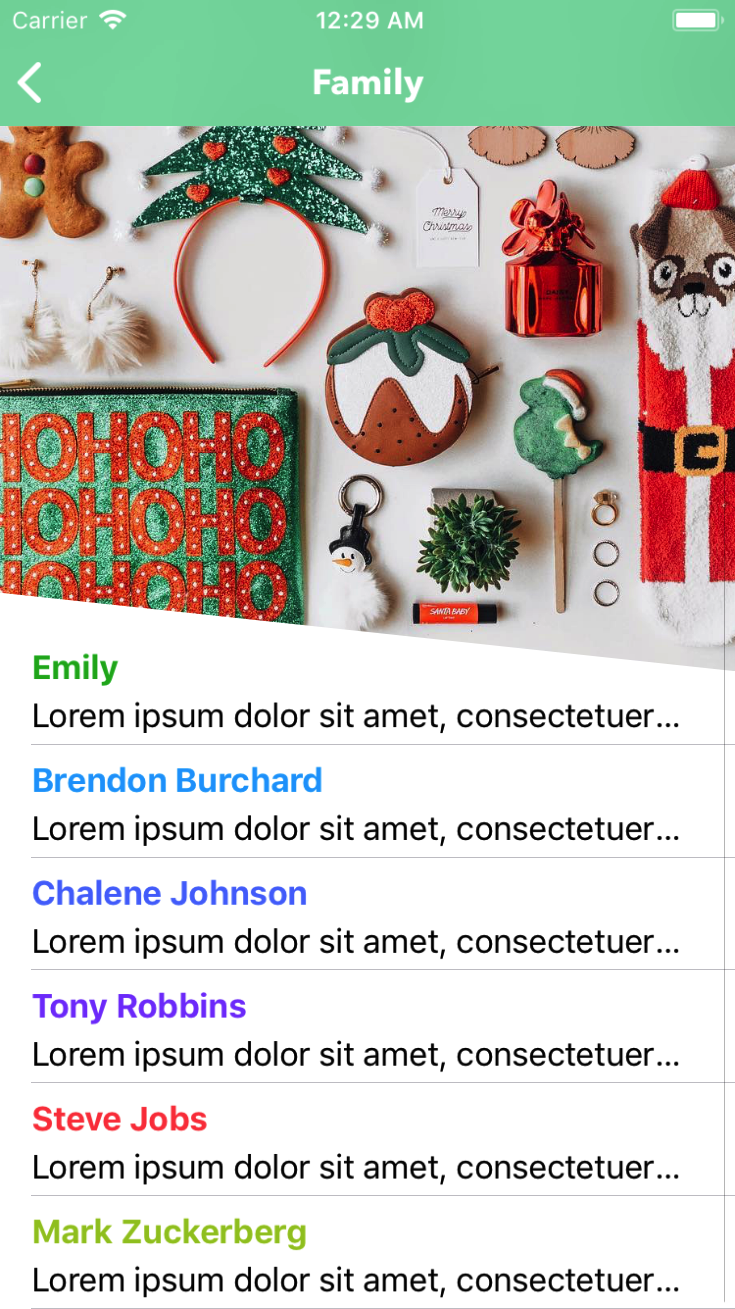 Carrier
12:29 AM
Family
Merry
Christmas
HOHOHO
HOHOHO
HOHOHO
SANTA BABY
Emily
Lorem ipsum dolor sit amet, consectetuer...
Brendon Burchard
Lorem ipsum dolor sit amet, consectetuer...
Chalene Johnson
Lorem ipsum dolor sit amet, consectetuer...
Tony Robbins
Lorem ipsum dolor sit amet, consectetuer...
Steve Jobs
Lorem ipsum dolor sit amet, consectetuer...
Mark Zuckerberg
Lorem ipsum dolor sit amet, consectetuer...